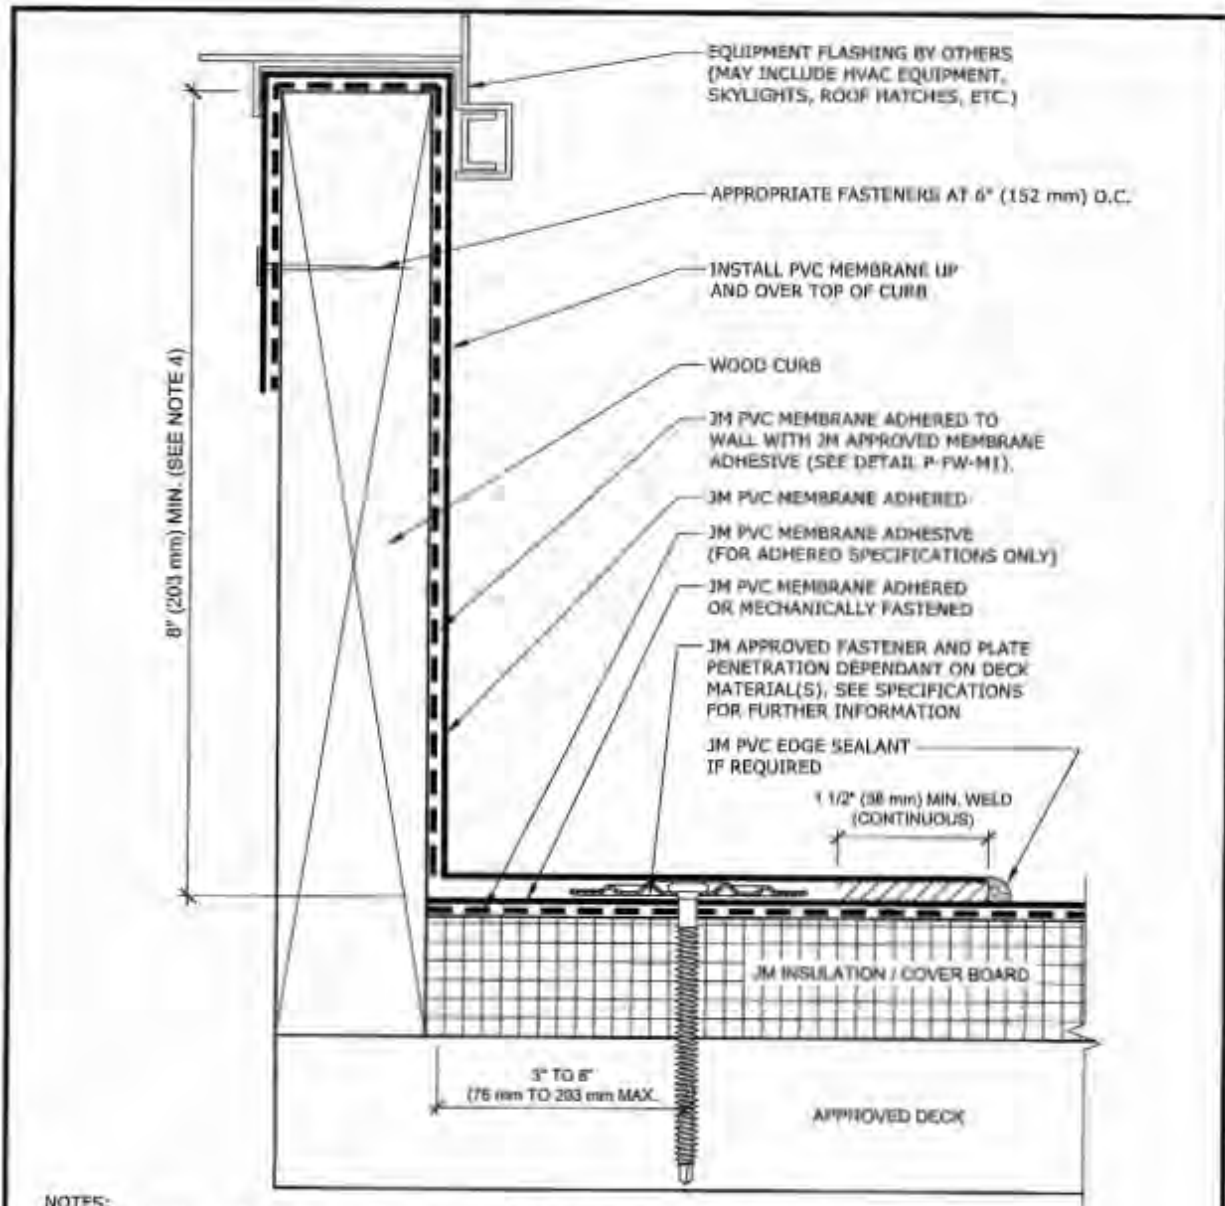 EQUIPMENT FLASHING BY OTHERS
(MAY INCLUDE HVAC EQUIPMENT,
SKYLIGHTS, ROOF HATCHES, ETC.)
APPROPRIATE FASTENERS AT 6" (152 mm) O.C.
INSTALL PVC MEMBRANE UP
AND OVER TOP OF CURB
8" (203 mm) MIN. (SEE NOTE 4)
WOOD CURB
JM PVC MEMBRANE ADHERED TO
WALL WITH JM APPROVED MEMBRANE
ADHESIVE (SEE DETAIL P-FW-M1).
JM PVC MEMBRANE ADHERED
JM PVC MEMBRANE ADHESIVE
(FOR ADHERED SPECIFICATIONS ONLY)
JM PVC MEMBRANE ADHERED
OR MECHANICALLY FASTENED
JM APPROVED FASTENER AND PLATE
PENETRATION DEPENDANT ON DECK
MATERIAL(S). SEE SPECIFICATIONS
FOR FURTHER INFORMATION
JM PVC EDGE SEALANT
IF REQUIRED
1 1/2" (38 mm) MIN. WELD
(CONTINUOUS)
JM INSULATION / COVER BOARD
3" TO 8"
(76 mm TO 203 mm MAX.
APPROVED DECK
NOTES: